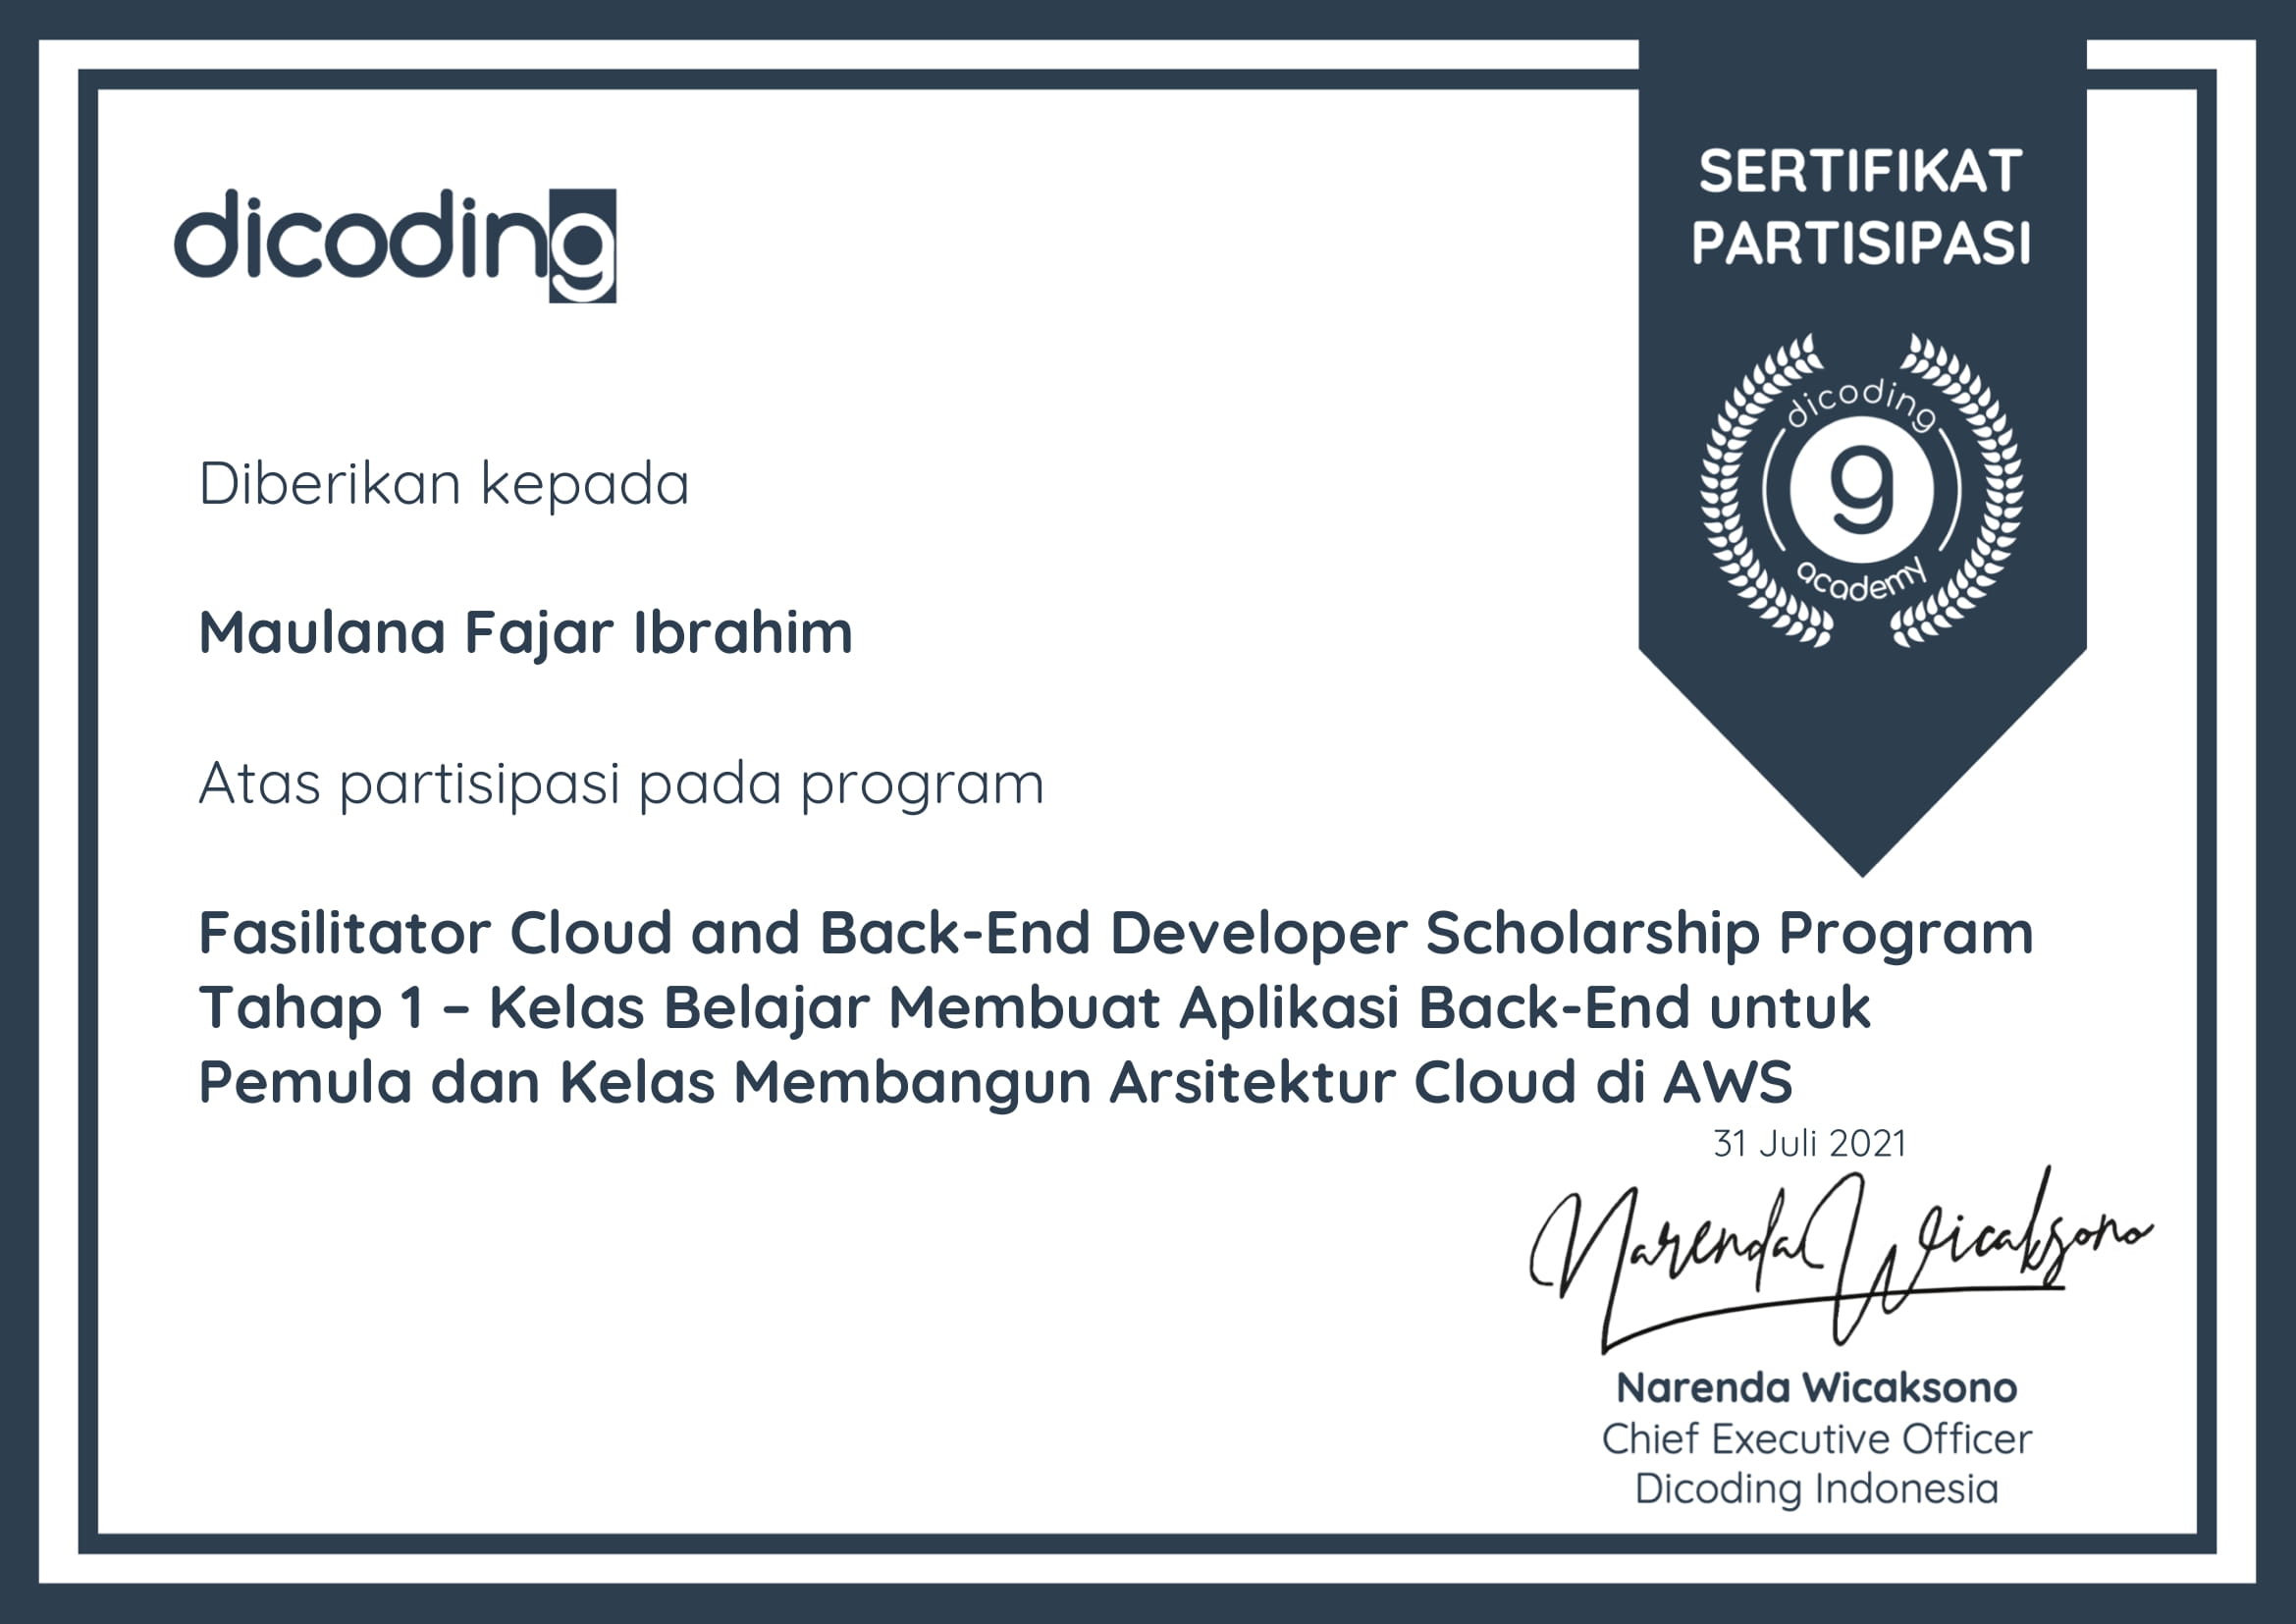 dicoding
SERTIFIKAT
PARTISIPASI
dicoding
g
academy
Diberikan kepada
Maulana Fajar Ibrahim
Atas partisipasi pada program
Fasilitator Cloud and Back-End Developer Scholarship Program
Tahap 1 – Kelas Belajar Membuat Aplikasi Back-End untuk
Pemula dan Kelas Membangun Arsitektur Cloud di AWS
31 Juli 2021
Narenda Wicaksono
Narenda Wicaksono
Chief Executive Officer
Dicoding Indonesia